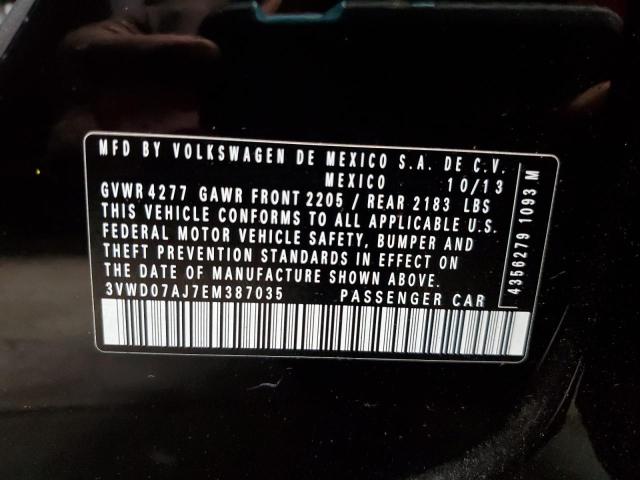 MFD BY VOLKSWAGEN DE MEXICO S.A. DE C.V.
MEXICO 10/13
GVWR 4277 GAWR FRONT 2205 / REAR 2183 LBS
THIS VEHICLE CONFORMS TO ALL APPLICABLE U.S.
FEDERAL MOTOR VEHICLE SAFETY, BUMPER AND
THEFT PREVENTION STANDARDS IN EFFECT ON
THE DATE OF MANUFACTURE SHOWN ABOVE.
3VWD07AJ7EM387035 PASSENGER CAR
4356279 1093 M